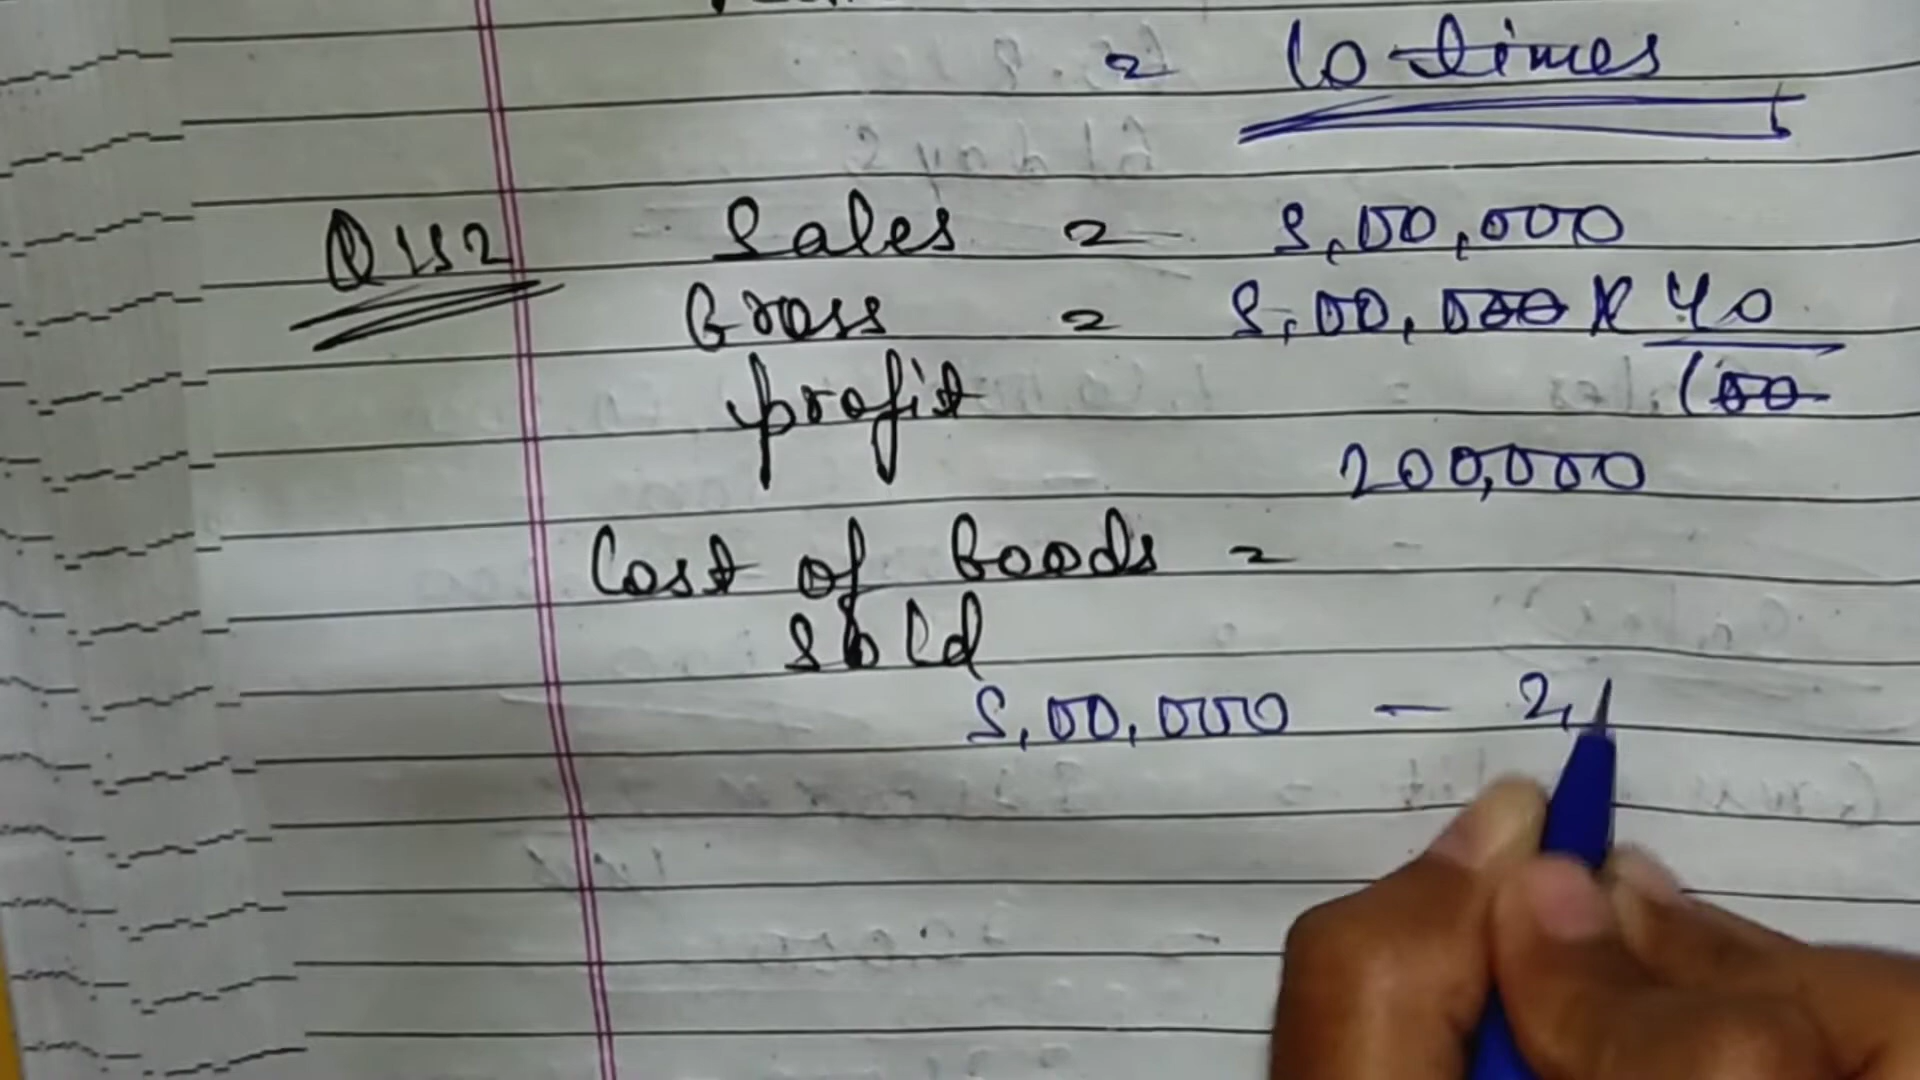 = 10 times
Q152 Sales = 5,00,000
Gross = 5,00,000 x 40
profit 100
200,000
Cost of Goods =
Sold
5,00,000 - 2,